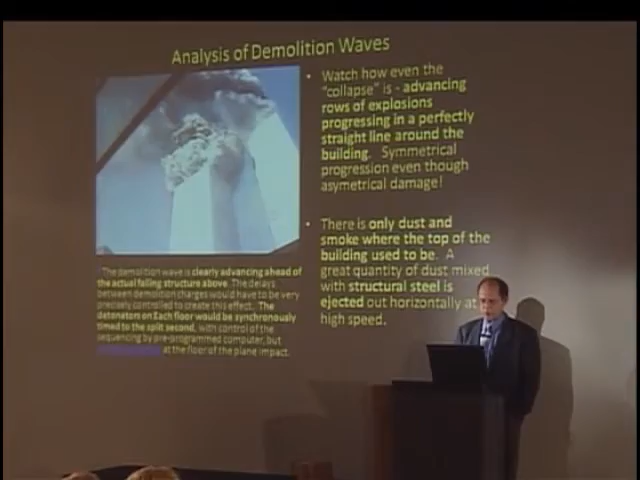 Analysis of Demolition Waves
• Watch how even the
"collapse" is - advancing
rows of explosions
progressing in a perfectly
straight line around the
building. Symmetrical
progression even though
asymetrical damage!
• There is only dust and
smoke where the top of the
building used to be. A
great quantity of dust mixed
with structural steel is
ejected out horizontally at
high speed.
The demolition wave is clearly advancing ahead of
the actual falling structure above. The delays
between demolition charges would have to be very
precisely controlled to create this effect. The
detonators on Each floor would be synchronously
timed to the split second, with control of the
sequencing by pre-programmed computer, but
at the floor of the plane impact.